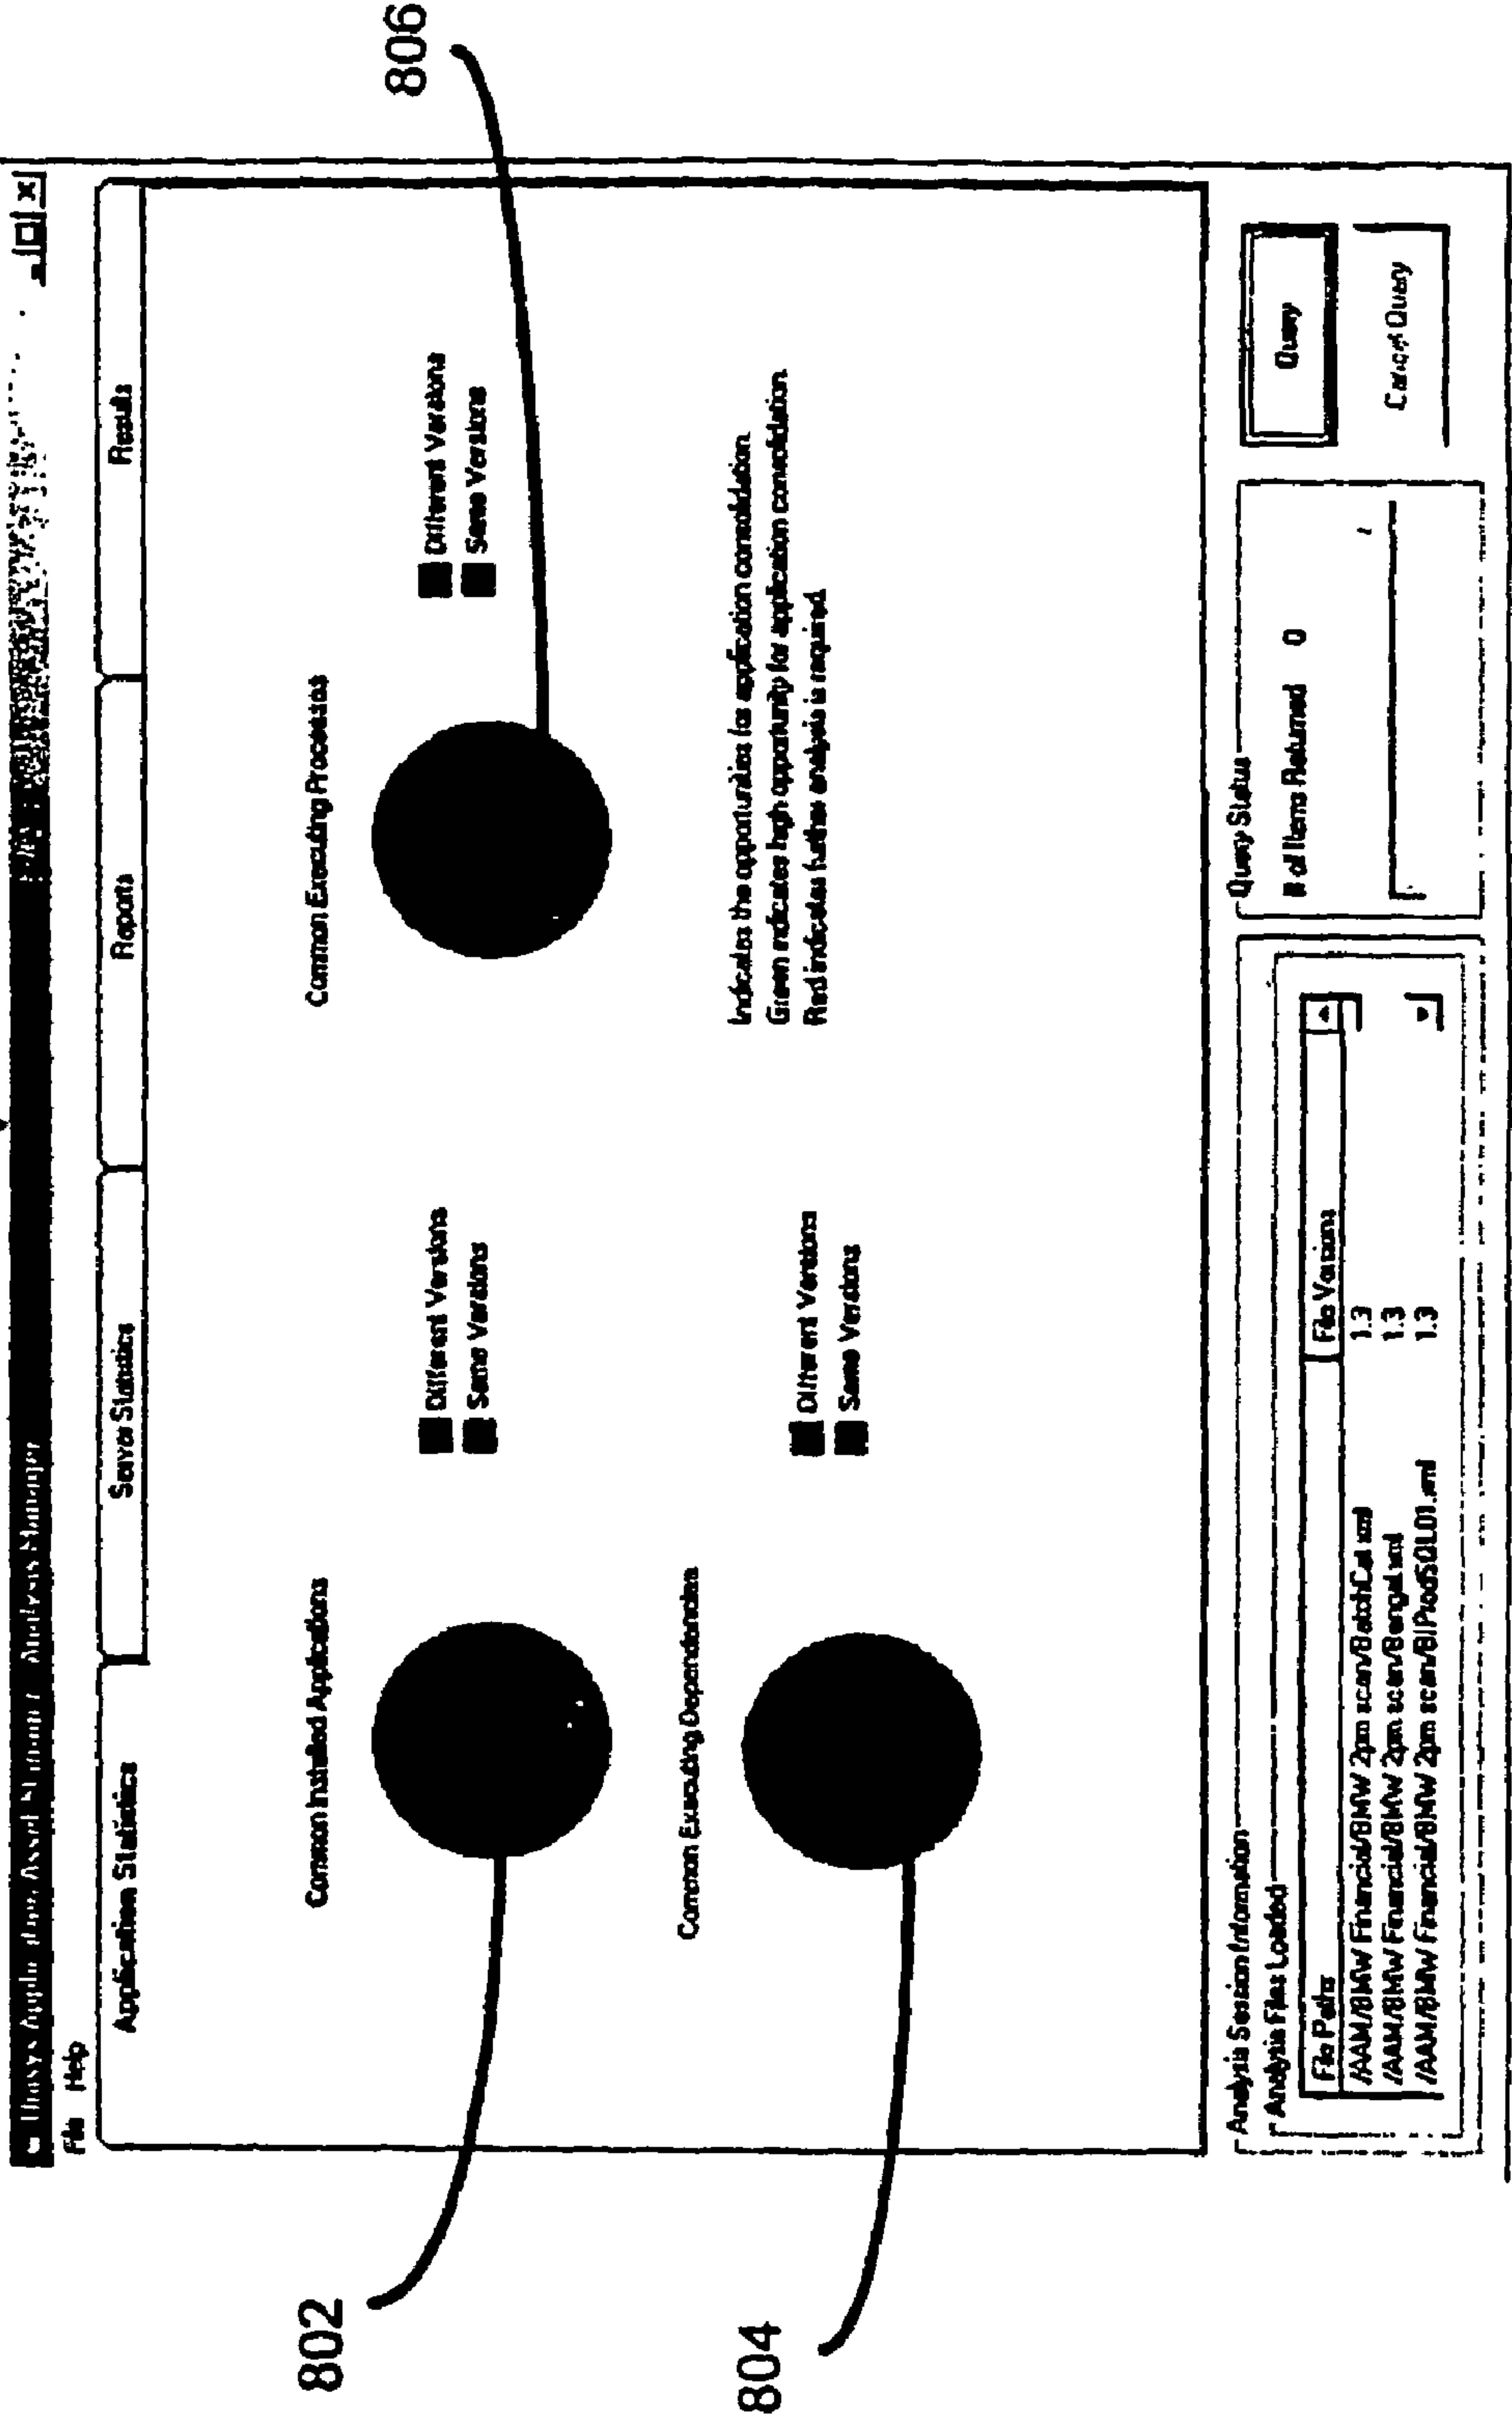 Analysis Manager
File Help
Application Statistics
Server Statistics
Reports
Results
806
Common Installed Applications
Common Executing Processes
802
Different Versions
Same Versions
Different Versions
Same Versions
Common Executing Dependencies
804
Different Versions
Same Versions
Indicates the opportunities for application consolidation.
Green indicates high opportunity for application consolidation.
Red indicates further analysis is required.
Analysis Session Information
Analysis Files Loaded
File Paths
File Versions
/AAM/BMW Financial/BMW 2pm scan/BatchCat.xml 1.3
/AAM/BMW Financial/BMW 2pm scan/Bengal.xml 1.3
/AAM/BMW Financial/BMW 2pm scan/BIProdSQL01.xml 1.3
Query Status
# of Items Returned 0
Query
Cancel Query